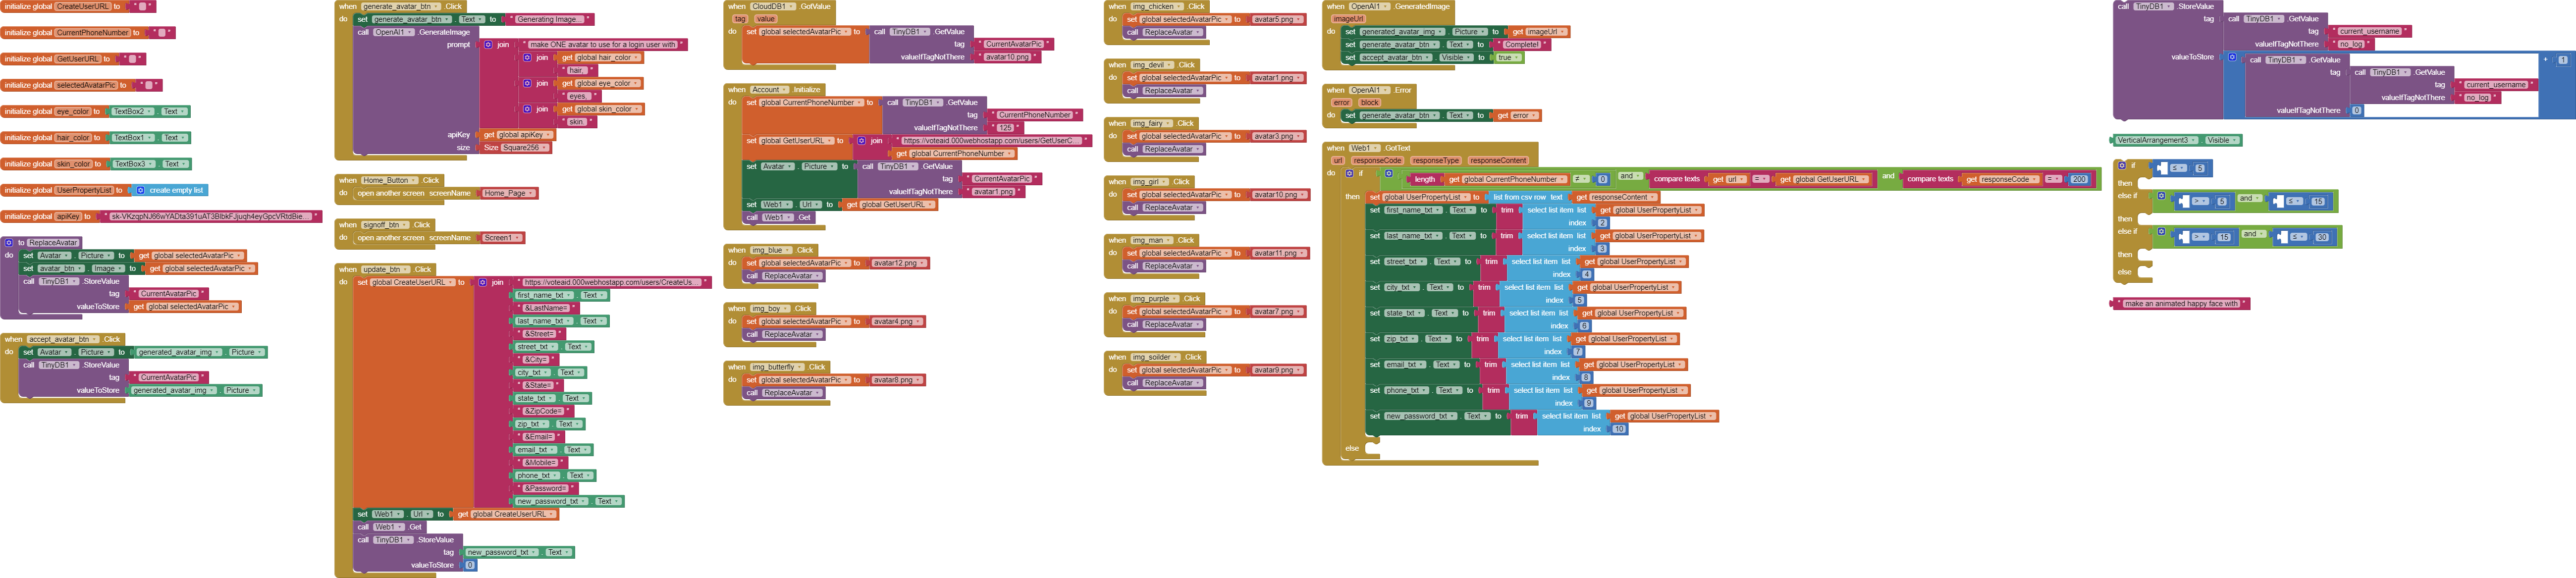 initialize global CreateUserURL to " "
initialize global CurrentPhoneNumber to " "
initialize global GetUserURL to " "
initialize global selectedAvatarPic to " "
initialize global eye_color to TextBox2 . Text
initialize global hair_color to TextBox1 . Text
initialize global skin_color to TextBox3 . Text
initialize global UserPropertyList to create empty list
initialize global apiKey to
to ReplaceAvatar
do set Avatar . Picture to get global selectedAvatarPic
set avatar_btn . Image to get global selectedAvatarPic
call TinyDB1 .StoreValue
tag " CurrentAvatarPic "
valueToStore get global selectedAvatarPic
when accept_avatar_btn .Click
do set Avatar . Picture to generated_avatar_img . Picture
call TinyDB1 .StoreValue
tag " CurrentAvatarPic "
valueToStore generated_avatar_img . Picture
when generate_avatar_btn .Click
do set generate_avatar_btn . Text to " Generating Image... "
call OpenAI1 .GenerateImage
prompt join " make ONE avatar to use for a login user with "
join get global hair_color
" hair, "
join get global eye_color
" eyes, "
join get global skin_color
" skin "
apiKey get global apiKey
size Size Square256
when Home_Button .Click
do open another screen screenName " Home_Page "
when signoff_btn .Click
do open another screen screenName " Screen1 "
when update_btn .Click
do set global CreateUserURL to join " https://voteaid.000webhostapp.com/users/CreateUs... "
first_name_txt . Text
" &LastName= "
last_name_txt . Text
" &Street= "
street_txt . Text
" &City= "
city_txt . Text
" &State= "
state_txt . Text
" &ZipCode= "
zip_txt . Text
" &Email= "
email_txt . Text
" &Mobile= "
phone_txt . Text
" &Password= "
new_password_txt . Text
set Web1 . Url to get global CreateUserURL
call Web1 .Get
call TinyDB1 .StoreValue
tag new_password_txt . Text
valueToStore 0
when CloudDB1 .GotValue
tag value
do set global selectedAvatarPic to call TinyDB1 .GetValue
tag " CurrentAvatarPic "
valueIfTagNotThere avatar10.png
when Account .Initialize
do set global CurrentPhoneNumber to call TinyDB1 .GetValue
tag " CurrentPhoneNumber "
valueIfTagNotThere " 125 "
set global GetUserURL to join " https://voteaid.000webhostapp.com/users/GetUserC... "
get global CurrentPhoneNumber
set Avatar . Picture to call TinyDB1 .GetValue
tag " CurrentAvatarPic "
valueIfTagNotThere avatar1.png
set Web1 . Url to get global GetUserURL
call Web1 .Get
when img_blue .Click
do set global selectedAvatarPic to avatar12.png
call ReplaceAvatar
when img_boy .Click
do set global selectedAvatarPic to avatar4.png
call ReplaceAvatar
when img_butterfly .Click
do set global selectedAvatarPic to avatar8.png
call ReplaceAvatar
when img_chicken .Click
do set global selectedAvatarPic to avatar5.png
call ReplaceAvatar
when img_devil .Click
do set global selectedAvatarPic to avatar1.png
call ReplaceAvatar
when img_fairy .Click
do set global selectedAvatarPic to avatar3.png
call ReplaceAvatar
when img_girl .Click
do set global selectedAvatarPic to avatar10.png
call ReplaceAvatar
when img_man .Click
do set global selectedAvatarPic to avatar11.png
call ReplaceAvatar
when img_purple .Click
do set global selectedAvatarPic to avatar7.png
call ReplaceAvatar
when img_soilder .Click
do set global selectedAvatarPic to avatar9.png
call ReplaceAvatar
when OpenAI1 .GeneratedImage
imageUrl
do set generated_avatar_img . Picture to get imageUrl
set generate_avatar_btn . Text to " Complete! "
set accept_avatar_btn . Visible to true
when OpenAI1 .Error
error block
do set generate_avatar_btn . Text to get error
when Web1 .GotText
url responseCode responseType responseContent
do if length get global CurrentPhoneNumber ≠ 0 and compare texts get url = get global GetUserURL and compare texts get responseCode = 200
then set global UserPropertyList to list from csv row text get responseContent
set first_name_txt . Text to trim select list item list get global UserPropertyList
index 2
set last_name_txt . Text to trim select list item list get global UserPropertyList
index 3
set street_txt . Text to trim select list item list get global UserPropertyList
index 4
set city_txt . Text to trim select list item list get global UserPropertyList
index 5
set state_txt . Text to trim select list item list get global UserPropertyList
index 6
set zip_txt . Text to trim select list item list get global UserPropertyList
index 7
set email_txt . Text to trim select list item list get global UserPropertyList
index 8
set phone_txt . Text to trim select list item list get global UserPropertyList
index 9
set new_password_txt . Text to trim select list item list get global UserPropertyList
index 10
else
call TinyDB1 .StoreValue
tag call TinyDB1 .GetValue
tag " current_username "
valueIfTagNotThere " no_log "
valueToStore call TinyDB1 .GetValue + 1
tag call TinyDB1 .GetValue
tag " current_username "
valueIfTagNotThere " no_log "
valueIfTagNotThere 0
VerticalArrangement3 . Visible
if ≤ 5
then
else if > 5 and ≤ 15
then
else if > 15 and ≤ 30
then
else
" make an animated happy face with "